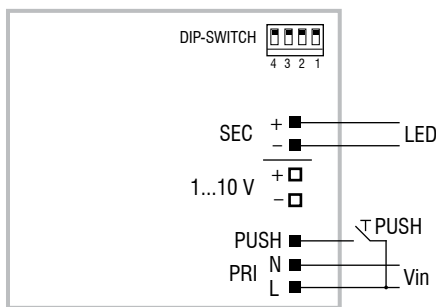 DIP-SWITCH
4 3 2 1
SEC + LED
−
1...10 V +
−
PUSH PUSH
PRI N Vin
L